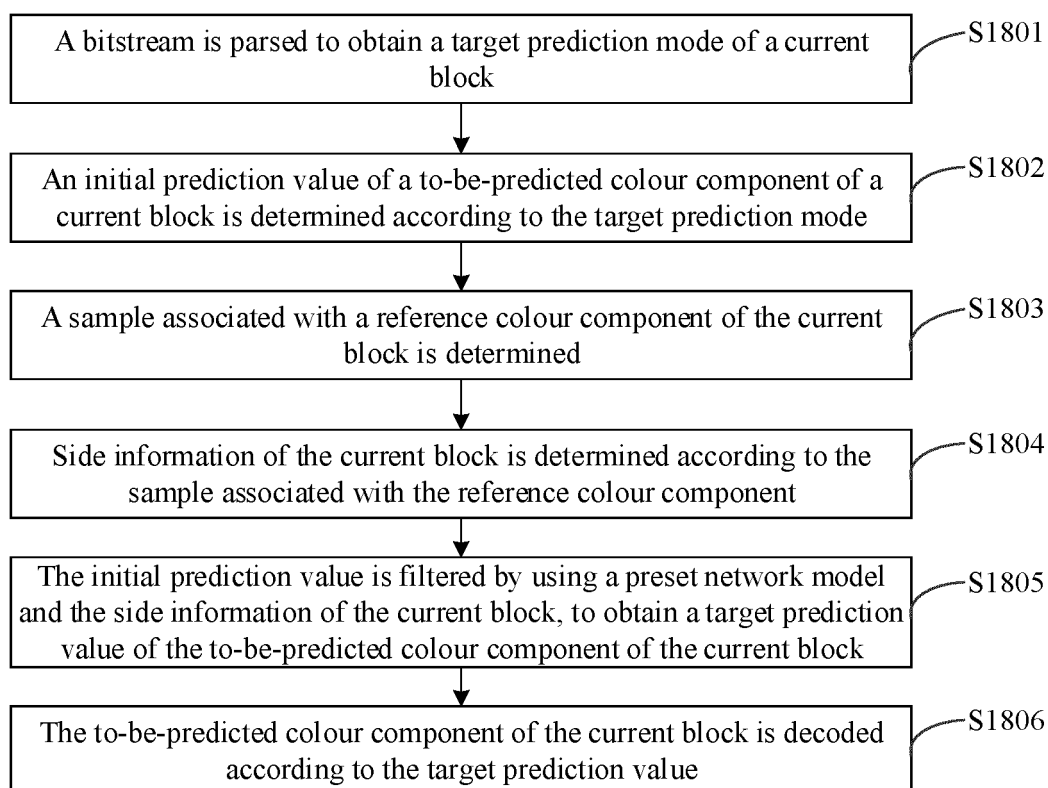 A bitstream is parsed to obtain a target prediction mode of a current
block
S1801
An initial prediction value of a to-be-predicted colour component of a
current block is determined according to the target prediction mode
S1802
A sample associated with a reference colour component of the current
block is determined
S1803
Side information of the current block is determined according to the
sample associated with the reference colour component
S1804
The initial prediction value is filtered by using a preset network model
and the side information of the current block, to obtain a target prediction
value of the to-be-predicted colour component of the current block
S1805
The to-be-predicted colour component of the current block is decoded
according to the target prediction value
S1806